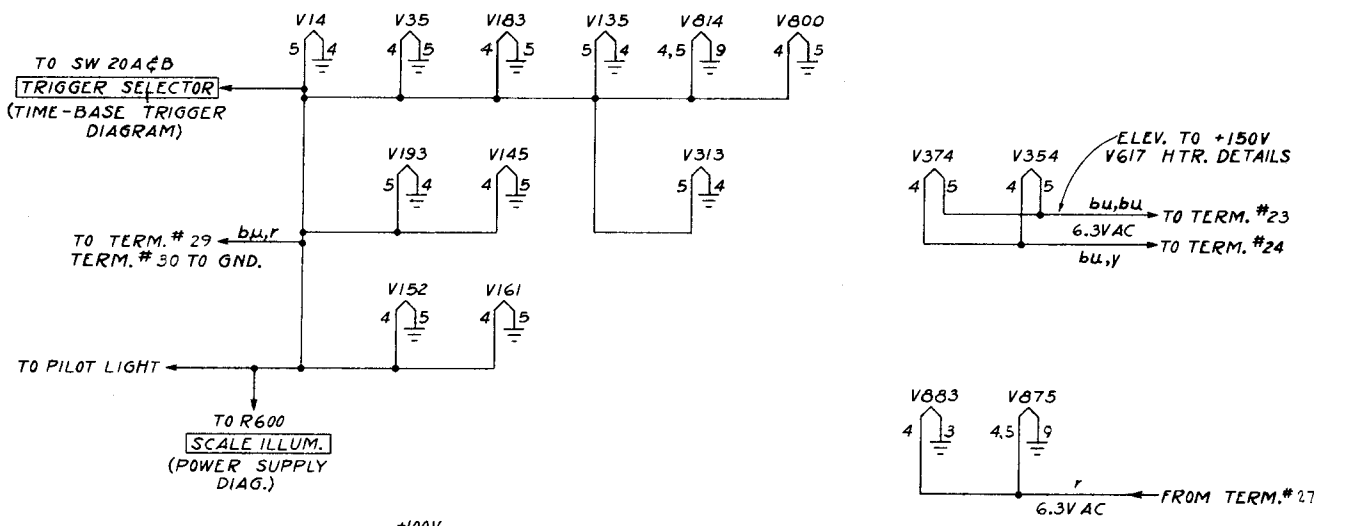 V14 V35 V183 V135 V814 V800
5 4 4 5 4 5 5 4 4,5 9 4 5
TO SW 20A & B
TRIGGER SELECTOR
(TIME-BASE TRIGGER
DIAGRAM)
V193 V145 V313
5 4 4 5 5 4
TO TERM. # 29 bu,r
TERM. # 30 TO GND.
V152 V161
4 5 4 5
TO PILOT LIGHT
TO R600
SCALE ILLUM.
(POWER SUPPLY
DIAG.)
+100V
ELEV. TO +150V
V617 HTR. DETAILS
V374 V354
4 5 4 5
bu,bu TO TERM. #23
6.3V AC
TO TERM. #24
bu,y
V883 V875
4 3 4,5 9
r
FROM TERM. #27
6.3V AC